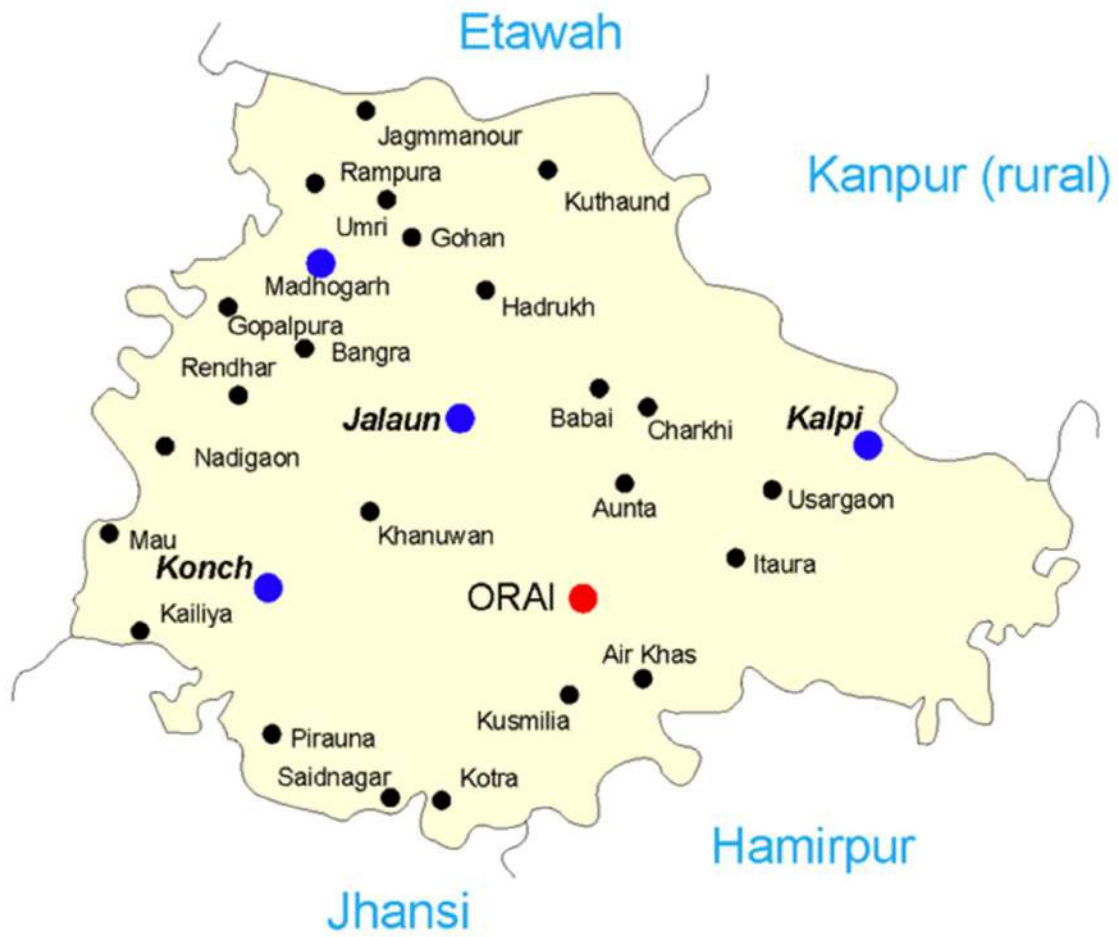 Etawah
Jagmmanour
Kanpur (rural)
Rampura
Kuthaund
Umri
Gohan
Madhogarh
Hadrukh
Gopalpura
Bangra
Rendhar
Jalaun
Babai
Charkhi
Kalpi
Nadigaon
Aunta
Usargaon
Khanuwan
Mau
Konch
Itaura
ORAI
Kailiya
Air Khas
Kusmilia
Pirauna
Saidnagar
Kotra
Hamirpur
Jhansi